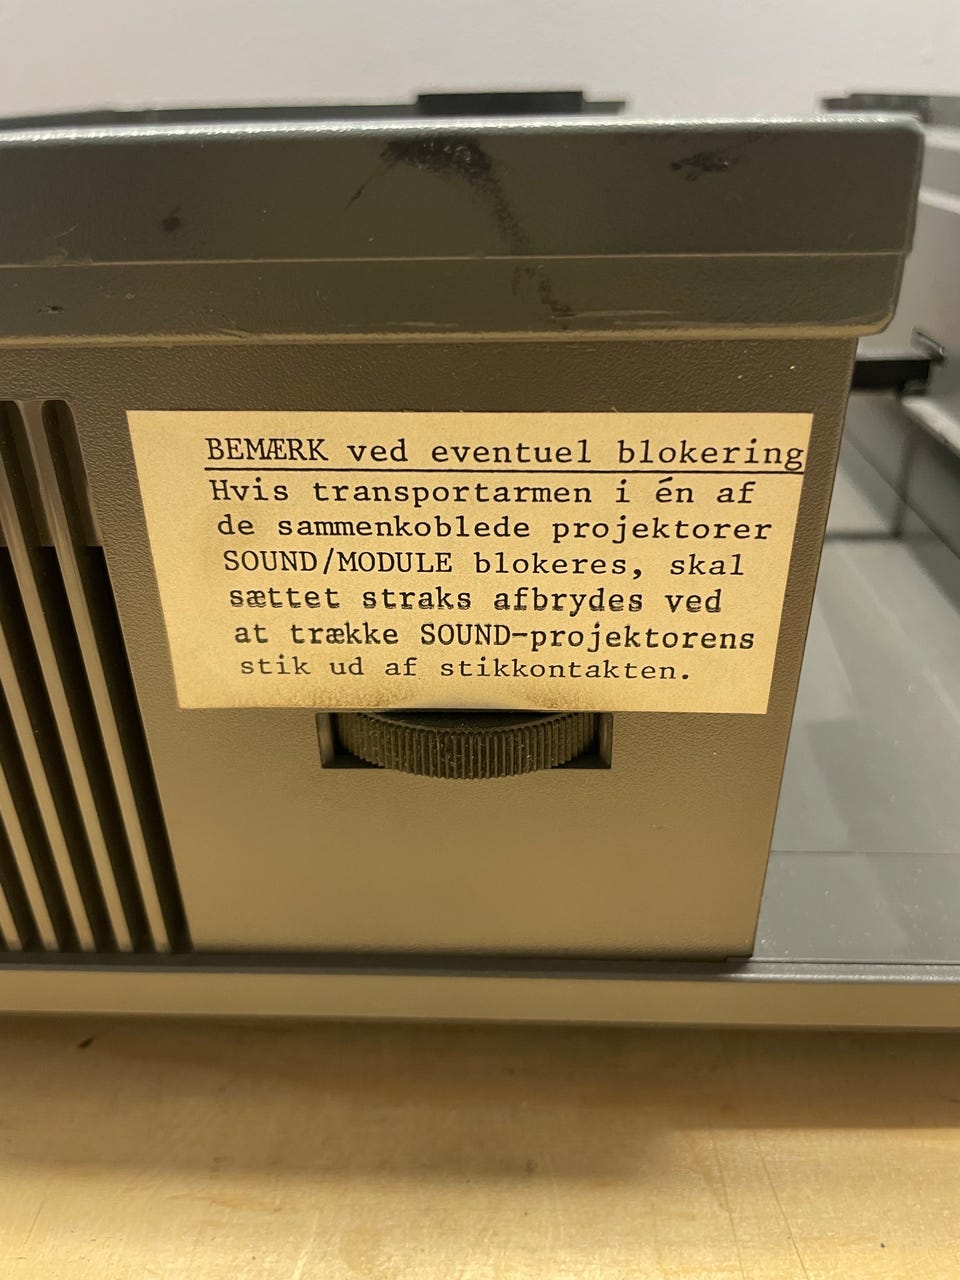 BEMÆRK ved eventuel blokering
Hvis transportarmen i én af
de sammenkoblede projektorer
SOUND/MODULE blokeres, skal
sættet straks afbrydes ved
at trække SOUND-projektorens
stik ud af stikkontakten.